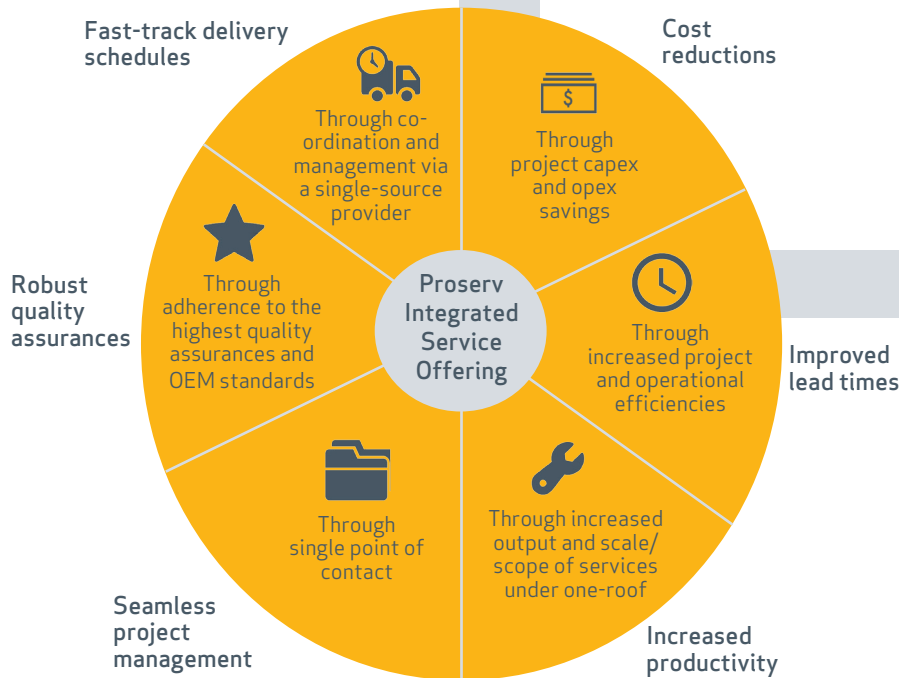 Fast-track delivery
schedules
Through co-
ordination and
management via
a single-source
provider
Cost
reductions
$
Through
project capex
and opex
savings
Robust
quality
assurances
Through
adherence to the
highest quality
assurances and
OEM standards
Proserv
Integrated
Service
Offering
Through
increased project
and operational
efficiencies
Improved
lead times
Through
single point of
contact
Seamless
project
management
Through increased
output and scale/
scope of services
under one-roof
Increased
productivity